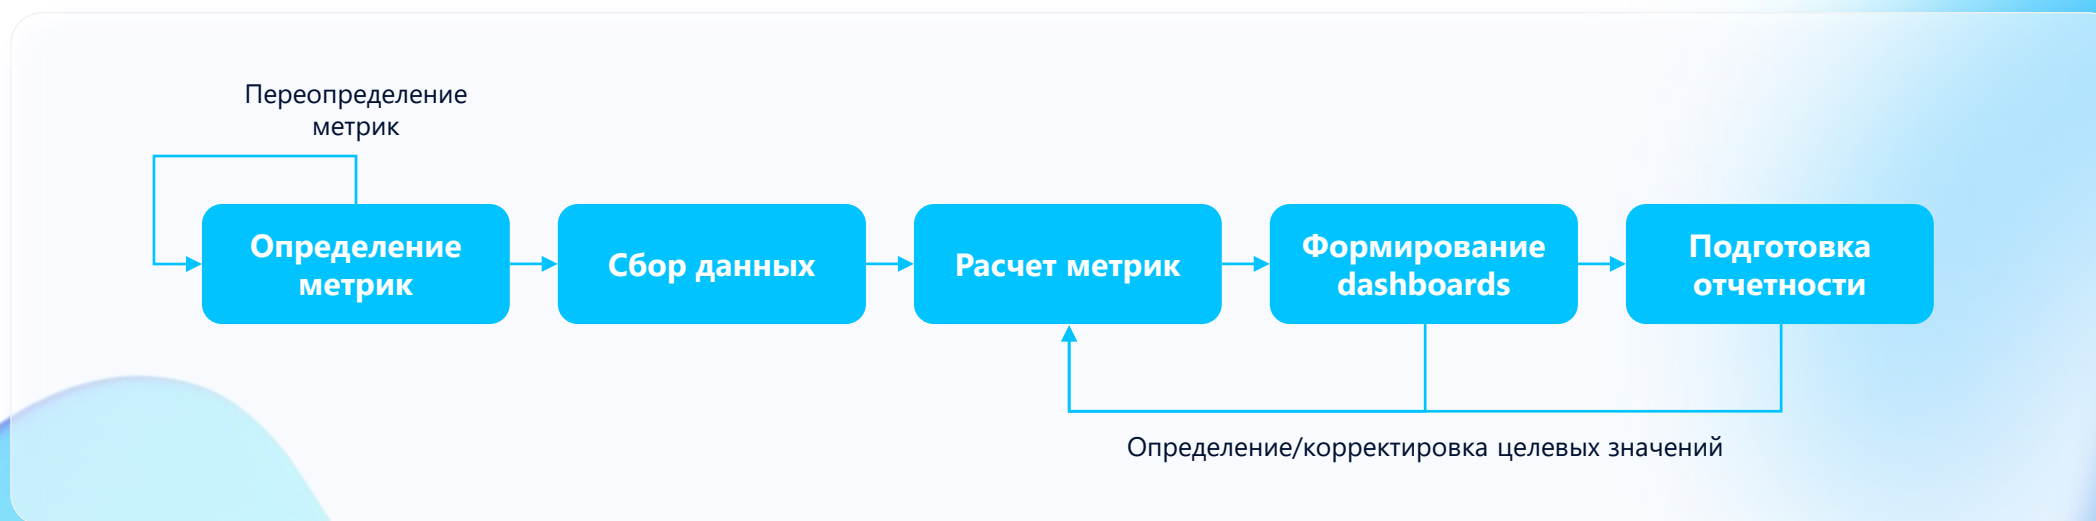 Переопределение
метрик
Определение
метрик
Сбор данных
Расчет метрик
Формирование
dashboards
Подготовка
отчетности
Определение/корректировка целевых значений